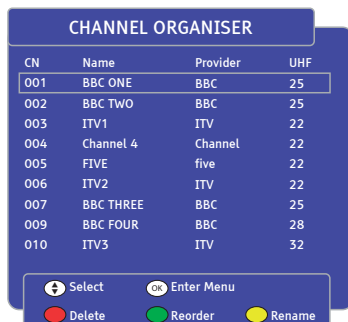 CHANNEL ORGANISER
CN Name Provider UHF
001 BBC ONE BBC 25
002 BBC TWO BBC 25
003 ITV1 ITV 22
004 Channel 4 Channel 22
005 FIVE five 22
006 ITV2 ITV 22
007 BBC THREE BBC 25
009 BBC FOUR BBC 28
010 ITV3 ITV 32
Select OK Enter Menu
Delete Reorder Rename